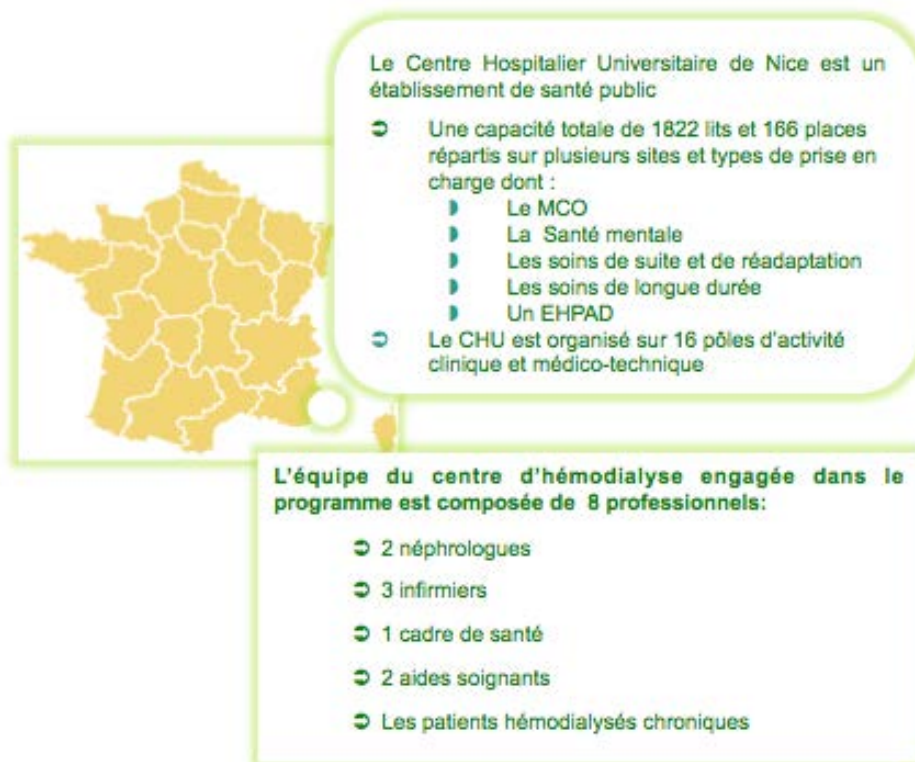 Le Centre Hospitalier Universitaire de Nice est un
établissement de santé public
Une capacité totale de 1822 lits et 166 places
répartis sur plusieurs sites et types de prise en
charge dont :
Le MCO
La Santé mentale
Les soins de suite et de réadaptation
Les soins de longue durée
Un EHPAD
Le CHU est organisé sur 16 pôles d'activité
clinique et médico-technique
L'équipe du centre d'hémodialyse engagée dans le
programme est composée de 8 professionnels:
2 néphrologues
3 infirmiers
1 cadre de santé
2 aides soignants
Les patients hémodialysés chroniques